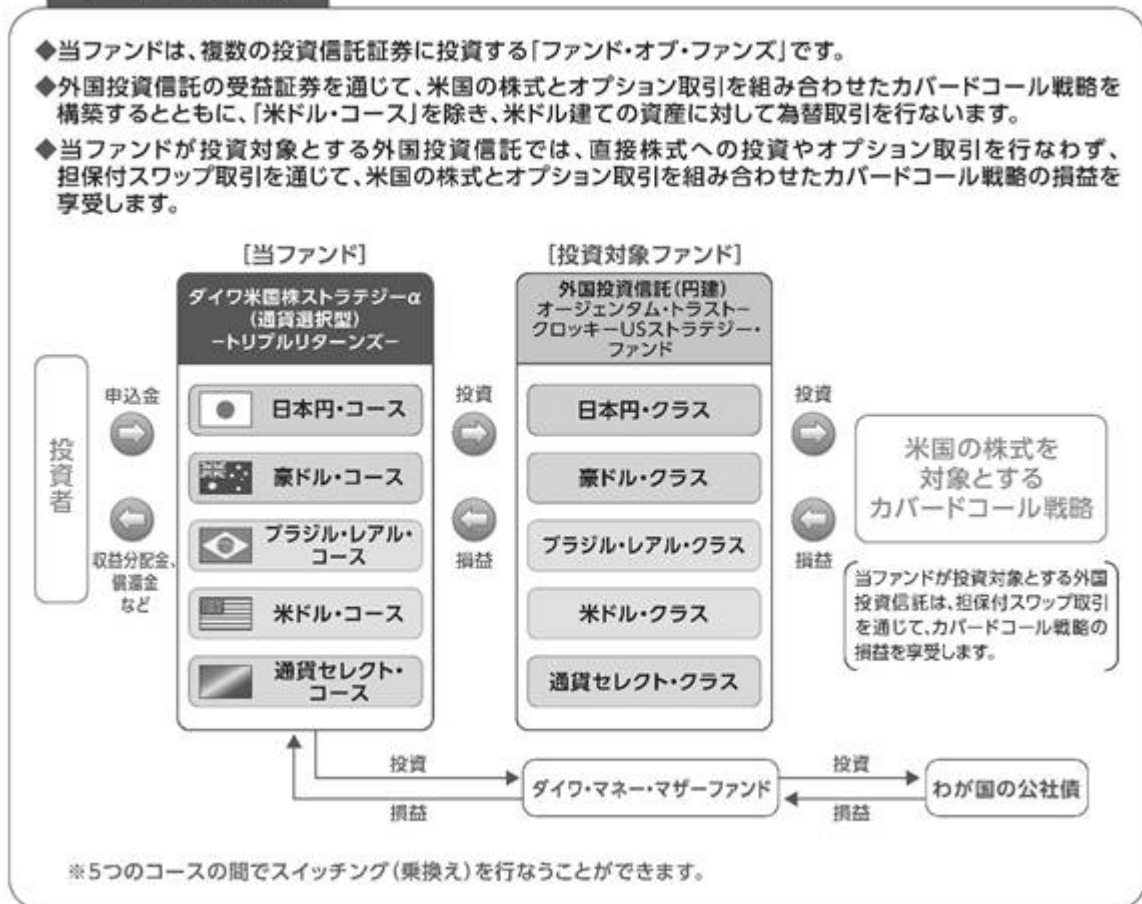 ◆当ファンドは、複数の投資信託証券に投資する「ファンド・オブ・ファンズ」です。
◆外国投資信託の受益証券を通じて、米国の株式とオプション取引を組み合わせたカバードコール戦略を
構築するとともに、「米ドル・コース」を除き、米ドル建ての資産に対して為替取引を行ないます。
◆当ファンドが投資対象とする外国投資信託では、直接株式への投資やオプション取引を行なわず、
担保付スワップ取引を通じて、米国の株式とオプション取引を組み合わせたカバードコール戦略の損益を
享受します。
[当ファンド]
ダイワ米国株ストラテジーα
(通貨選択型)
－トリプルリターンズ－
[投資対象ファンド]
外国投資信託(円建)
オージェンタム・トラスト－
クロッキーUSストラテジー・
ファンド
投資者
申込金
収益分配金、
償還金
など
日本円・コース
豪ドル・コース
ブラジル・レアル・
コース
米ドル・コース
通貨セレクト・
コース
投資
損益
日本円・クラス
豪ドル・クラス
ブラジル・レアル・クラス
米ドル・クラス
通貨セレクト・クラス
投資
損益
米国の株式を
対象とする
カバードコール戦略
当ファンドが投資対象とする外国
投資信託は、担保付スワップ取引
を通じて、カバードコール戦略の
損益を享受します。
投資
損益
ダイワ・マネー・マザーファンド
投資
損益
わが国の公社債
※5つのコースの間でスイッチング(乗換え)を行なうことができます。